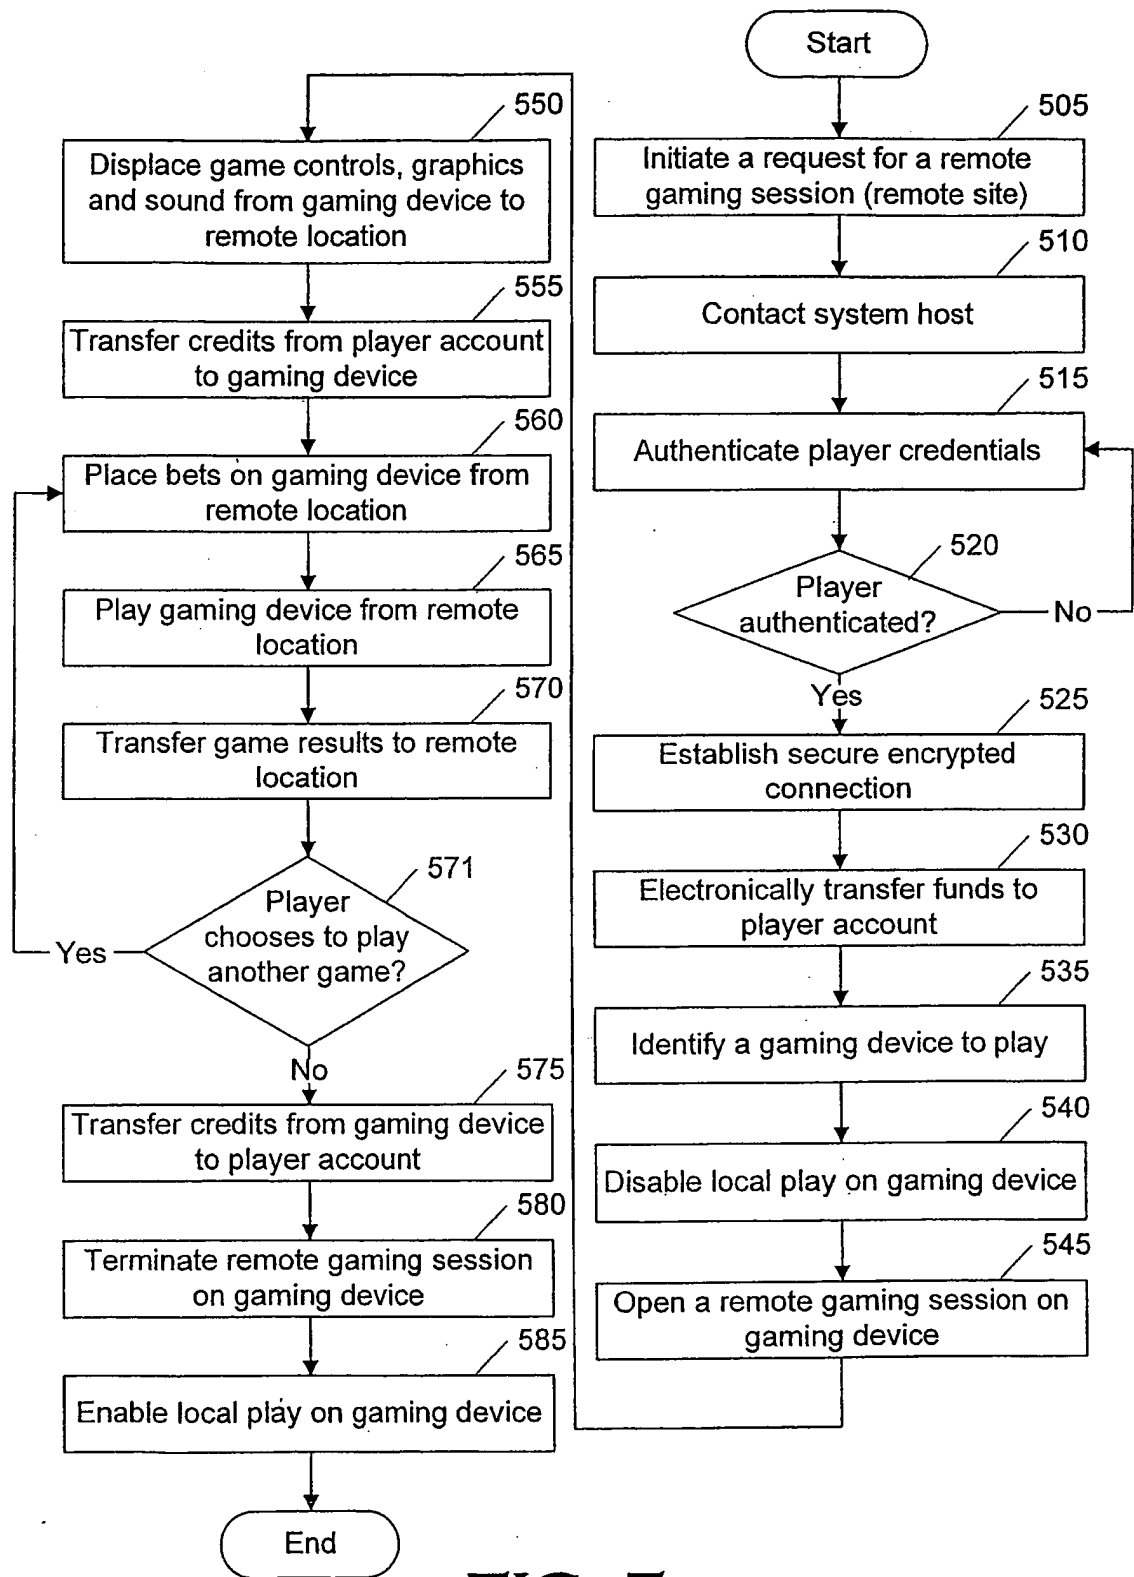 Start
505
Initiate a request for a remote
gaming session (remote site)
510
Contact system host
515
Authenticate player credentials
520
Player
authenticated?
No
Yes
525
Establish secure encrypted
connection
530
Electronically transfer funds to
player account
535
Identify a gaming device to play
540
Disable local play on gaming device
545
Open a remote gaming session on
gaming device
550
Displace game controls, graphics
and sound from gaming device to
remote location
555
Transfer credits from player account
to gaming device
560
Place bets on gaming device from
remote location
565
Play gaming device from remote
location
570
Transfer game results to remote
location
571
Player
chooses to play
another game?
Yes
No
575
Transfer credits from gaming device
to player account
580
Terminate remote gaming session
on gaming device
585
Enable local play on gaming device
End